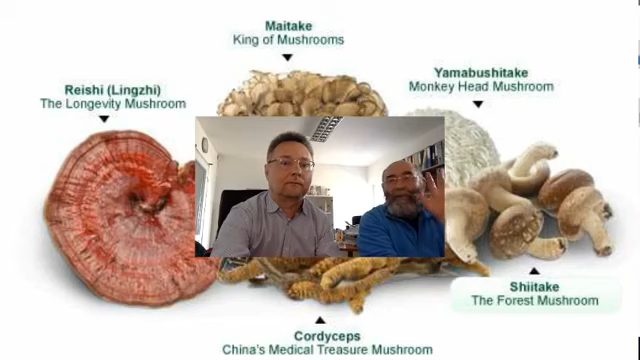 Maitake
King of Mushrooms
Reishi (Lingzhi)
The Longevity Mushroom
Yamabushitake
Monkey Head Mushroom
Shiitake
The Forest Mushroom
Cordyceps
China's Medical Treasure Mushroom